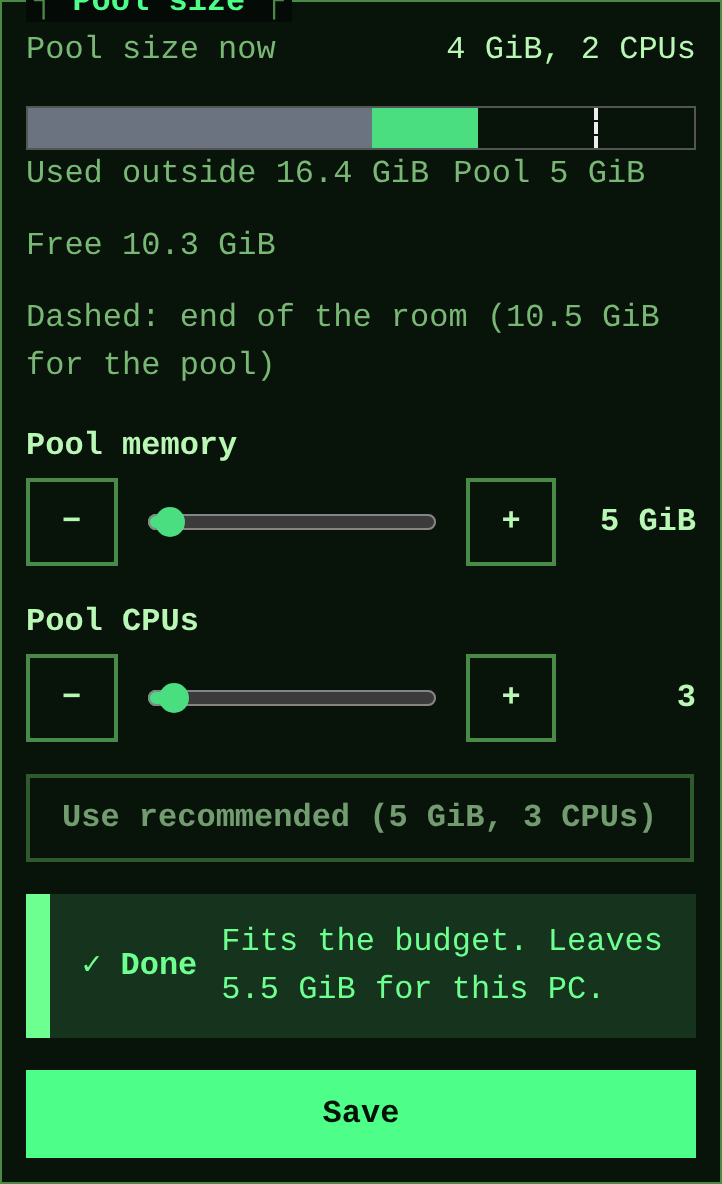 Pool size
Pool size now 4 GiB, 2 CPUs
Used outside 16.4 GiB Pool 5 GiB
Free 10.3 GiB
Dashed: end of the room (10.5 GiB
for the pool)
Pool memory
− + 5 GiB
Pool CPUs
− + 3
Use recommended (5 GiB, 3 CPUs)
✓ Done Fits the budget. Leaves
5.5 GiB for this PC.
Save